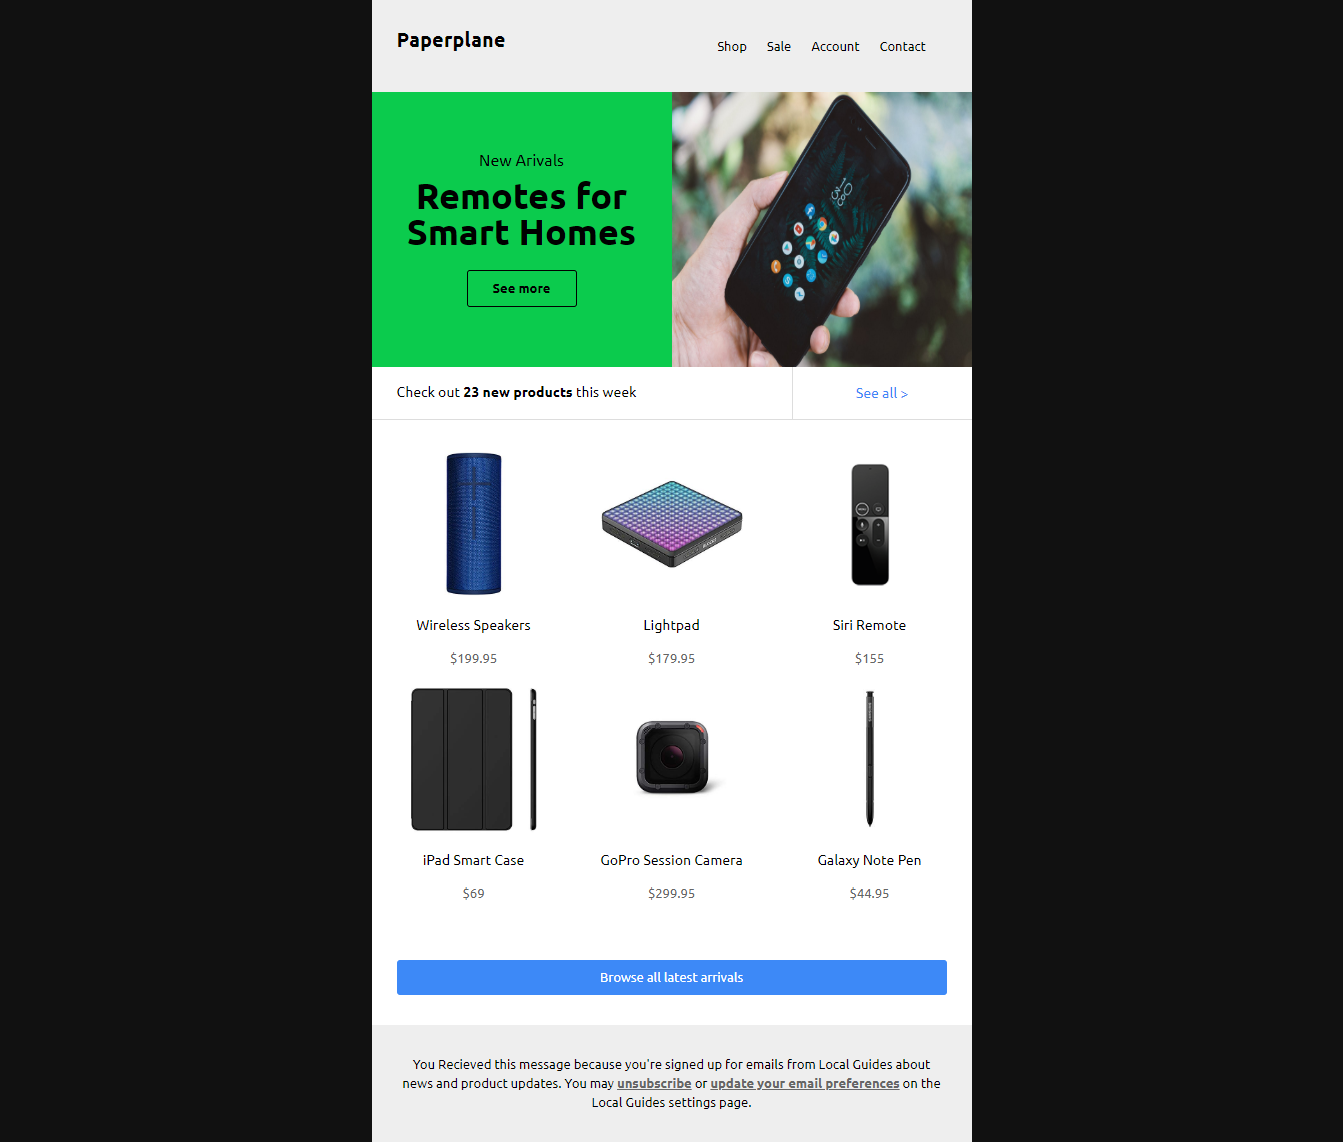 Paperplane
Shop Sale Account Contact
New Arivals
Remotes for
Smart Homes
See more
Check out 23 new products this week
See all >
Wireless Speakers
$199.95
Lightpad
$179.95
Siri Remote
$155
iPad Smart Case
$69
GoPro Session Camera
$299.95
Galaxy Note Pen
$44.95
Browse all latest arrivals
You Recieved this message because you're signed up for emails from Local Guides about
news and product updates. You may unsubscribe or update your email preferences on the
Local Guides settings page.